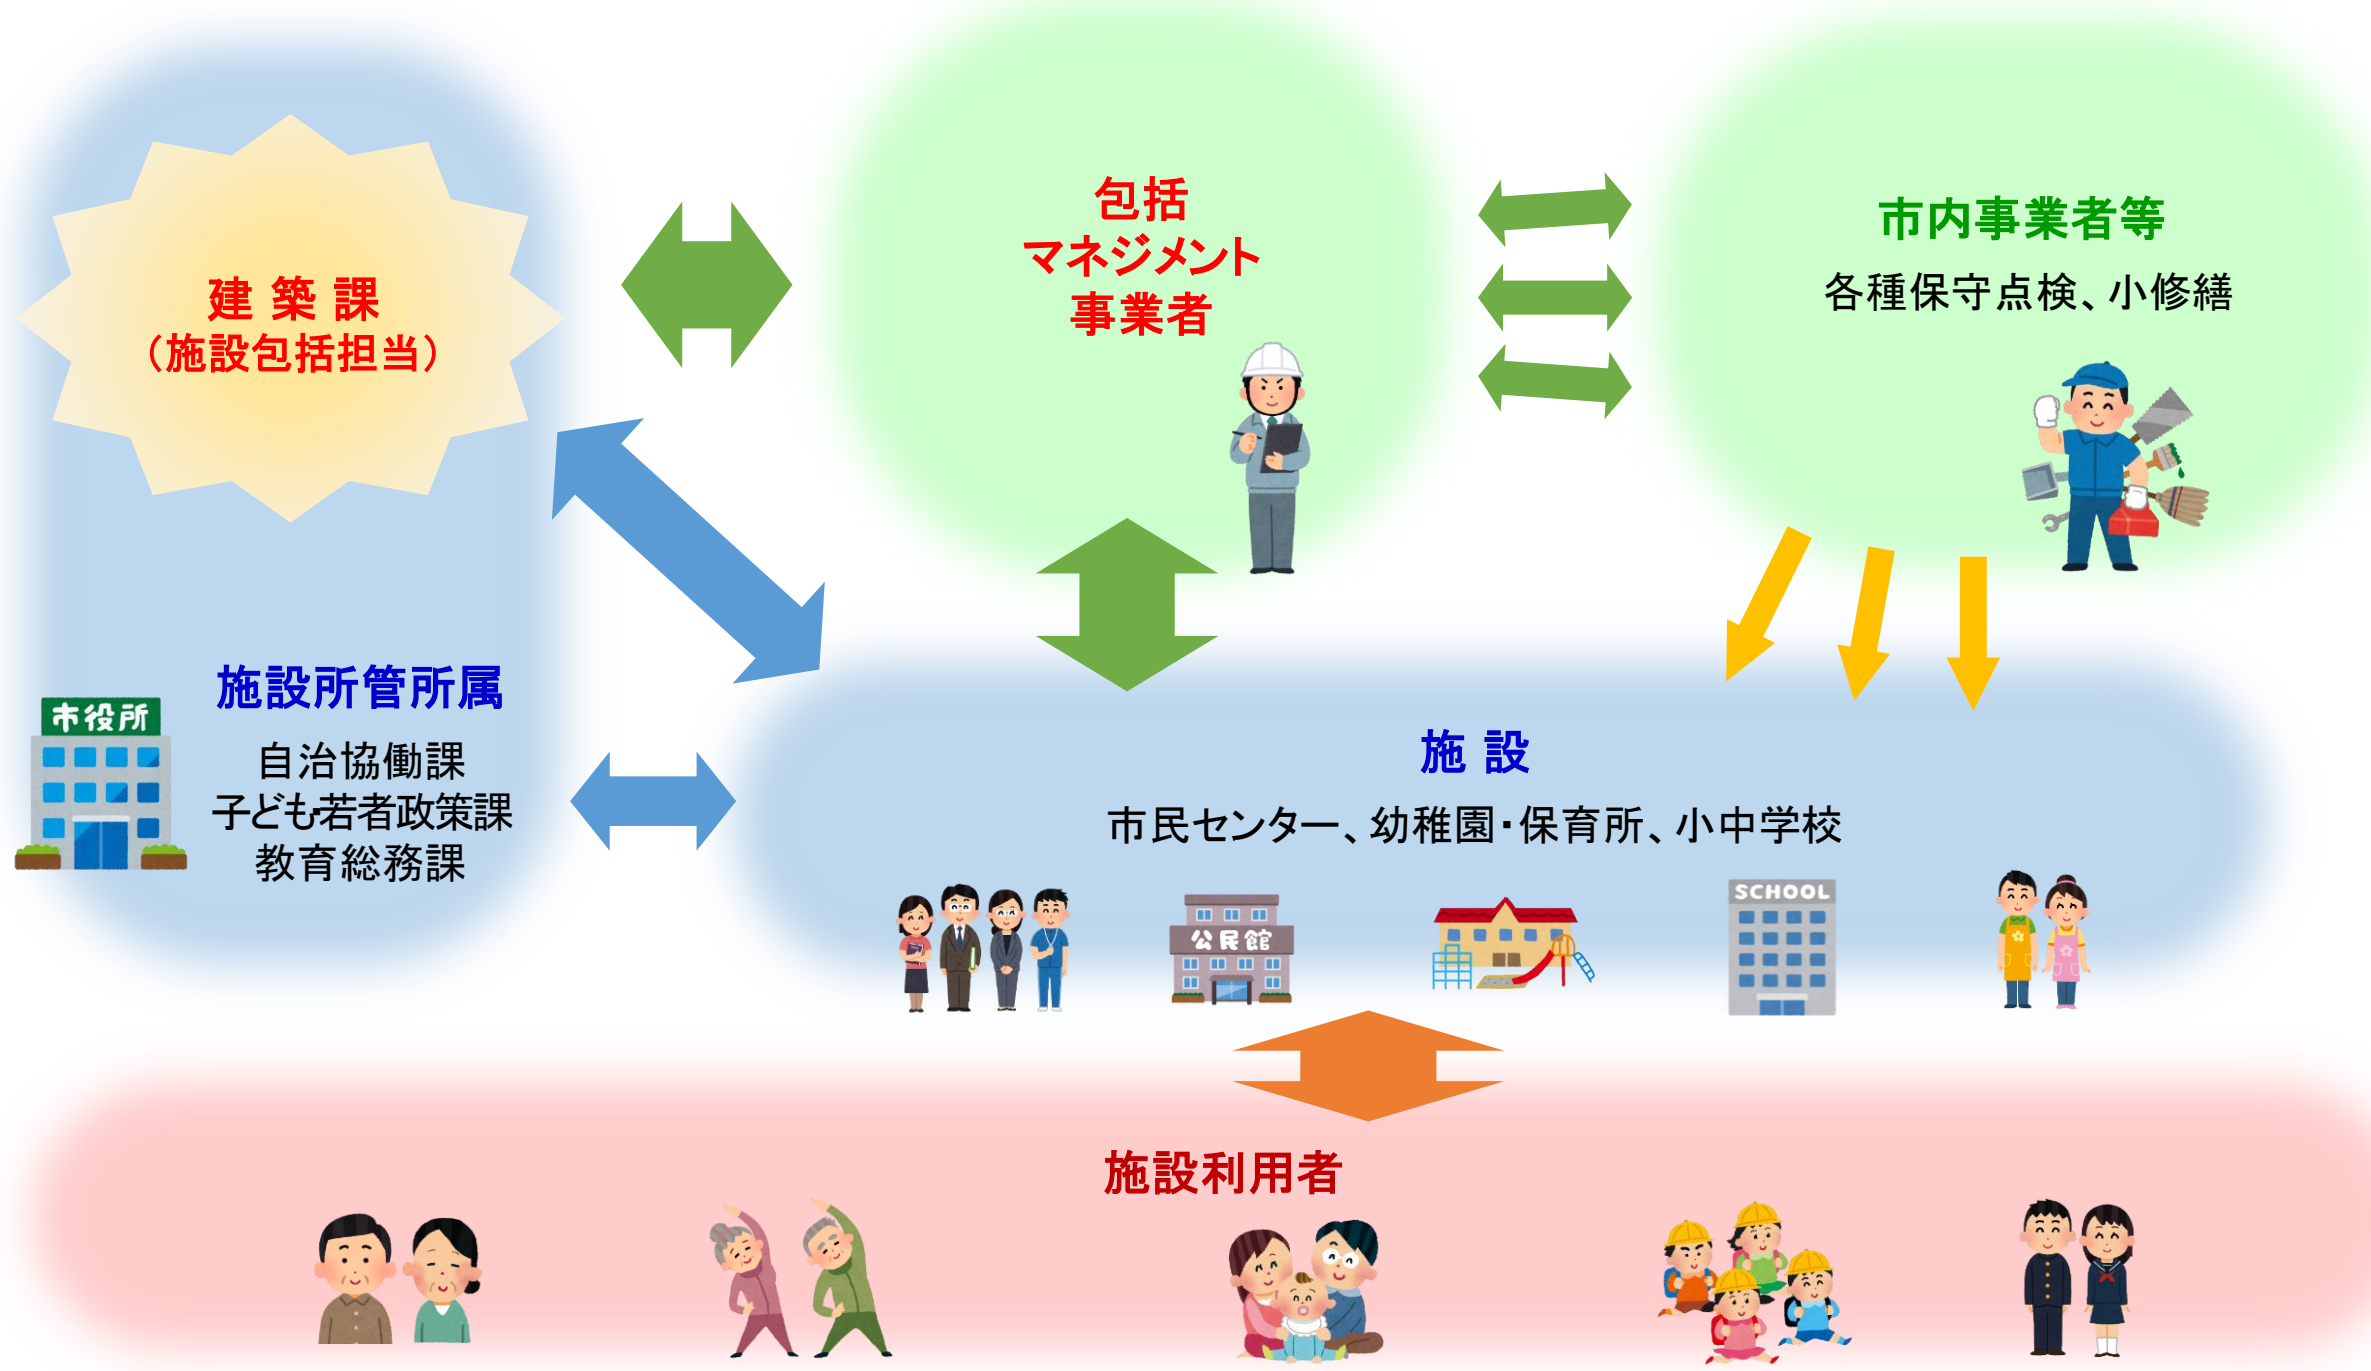 建 築 課
（施設包括担当）
包括
マネジメント
事業者
市内事業者等
各種保守点検、小修繕
施設所管所属
市役所
自治協働課
子ども・若者政策課
教育総務課
施 設
市民センター、幼稚園・保育所、小中学校
公民館
SCHOOL
施設利用者